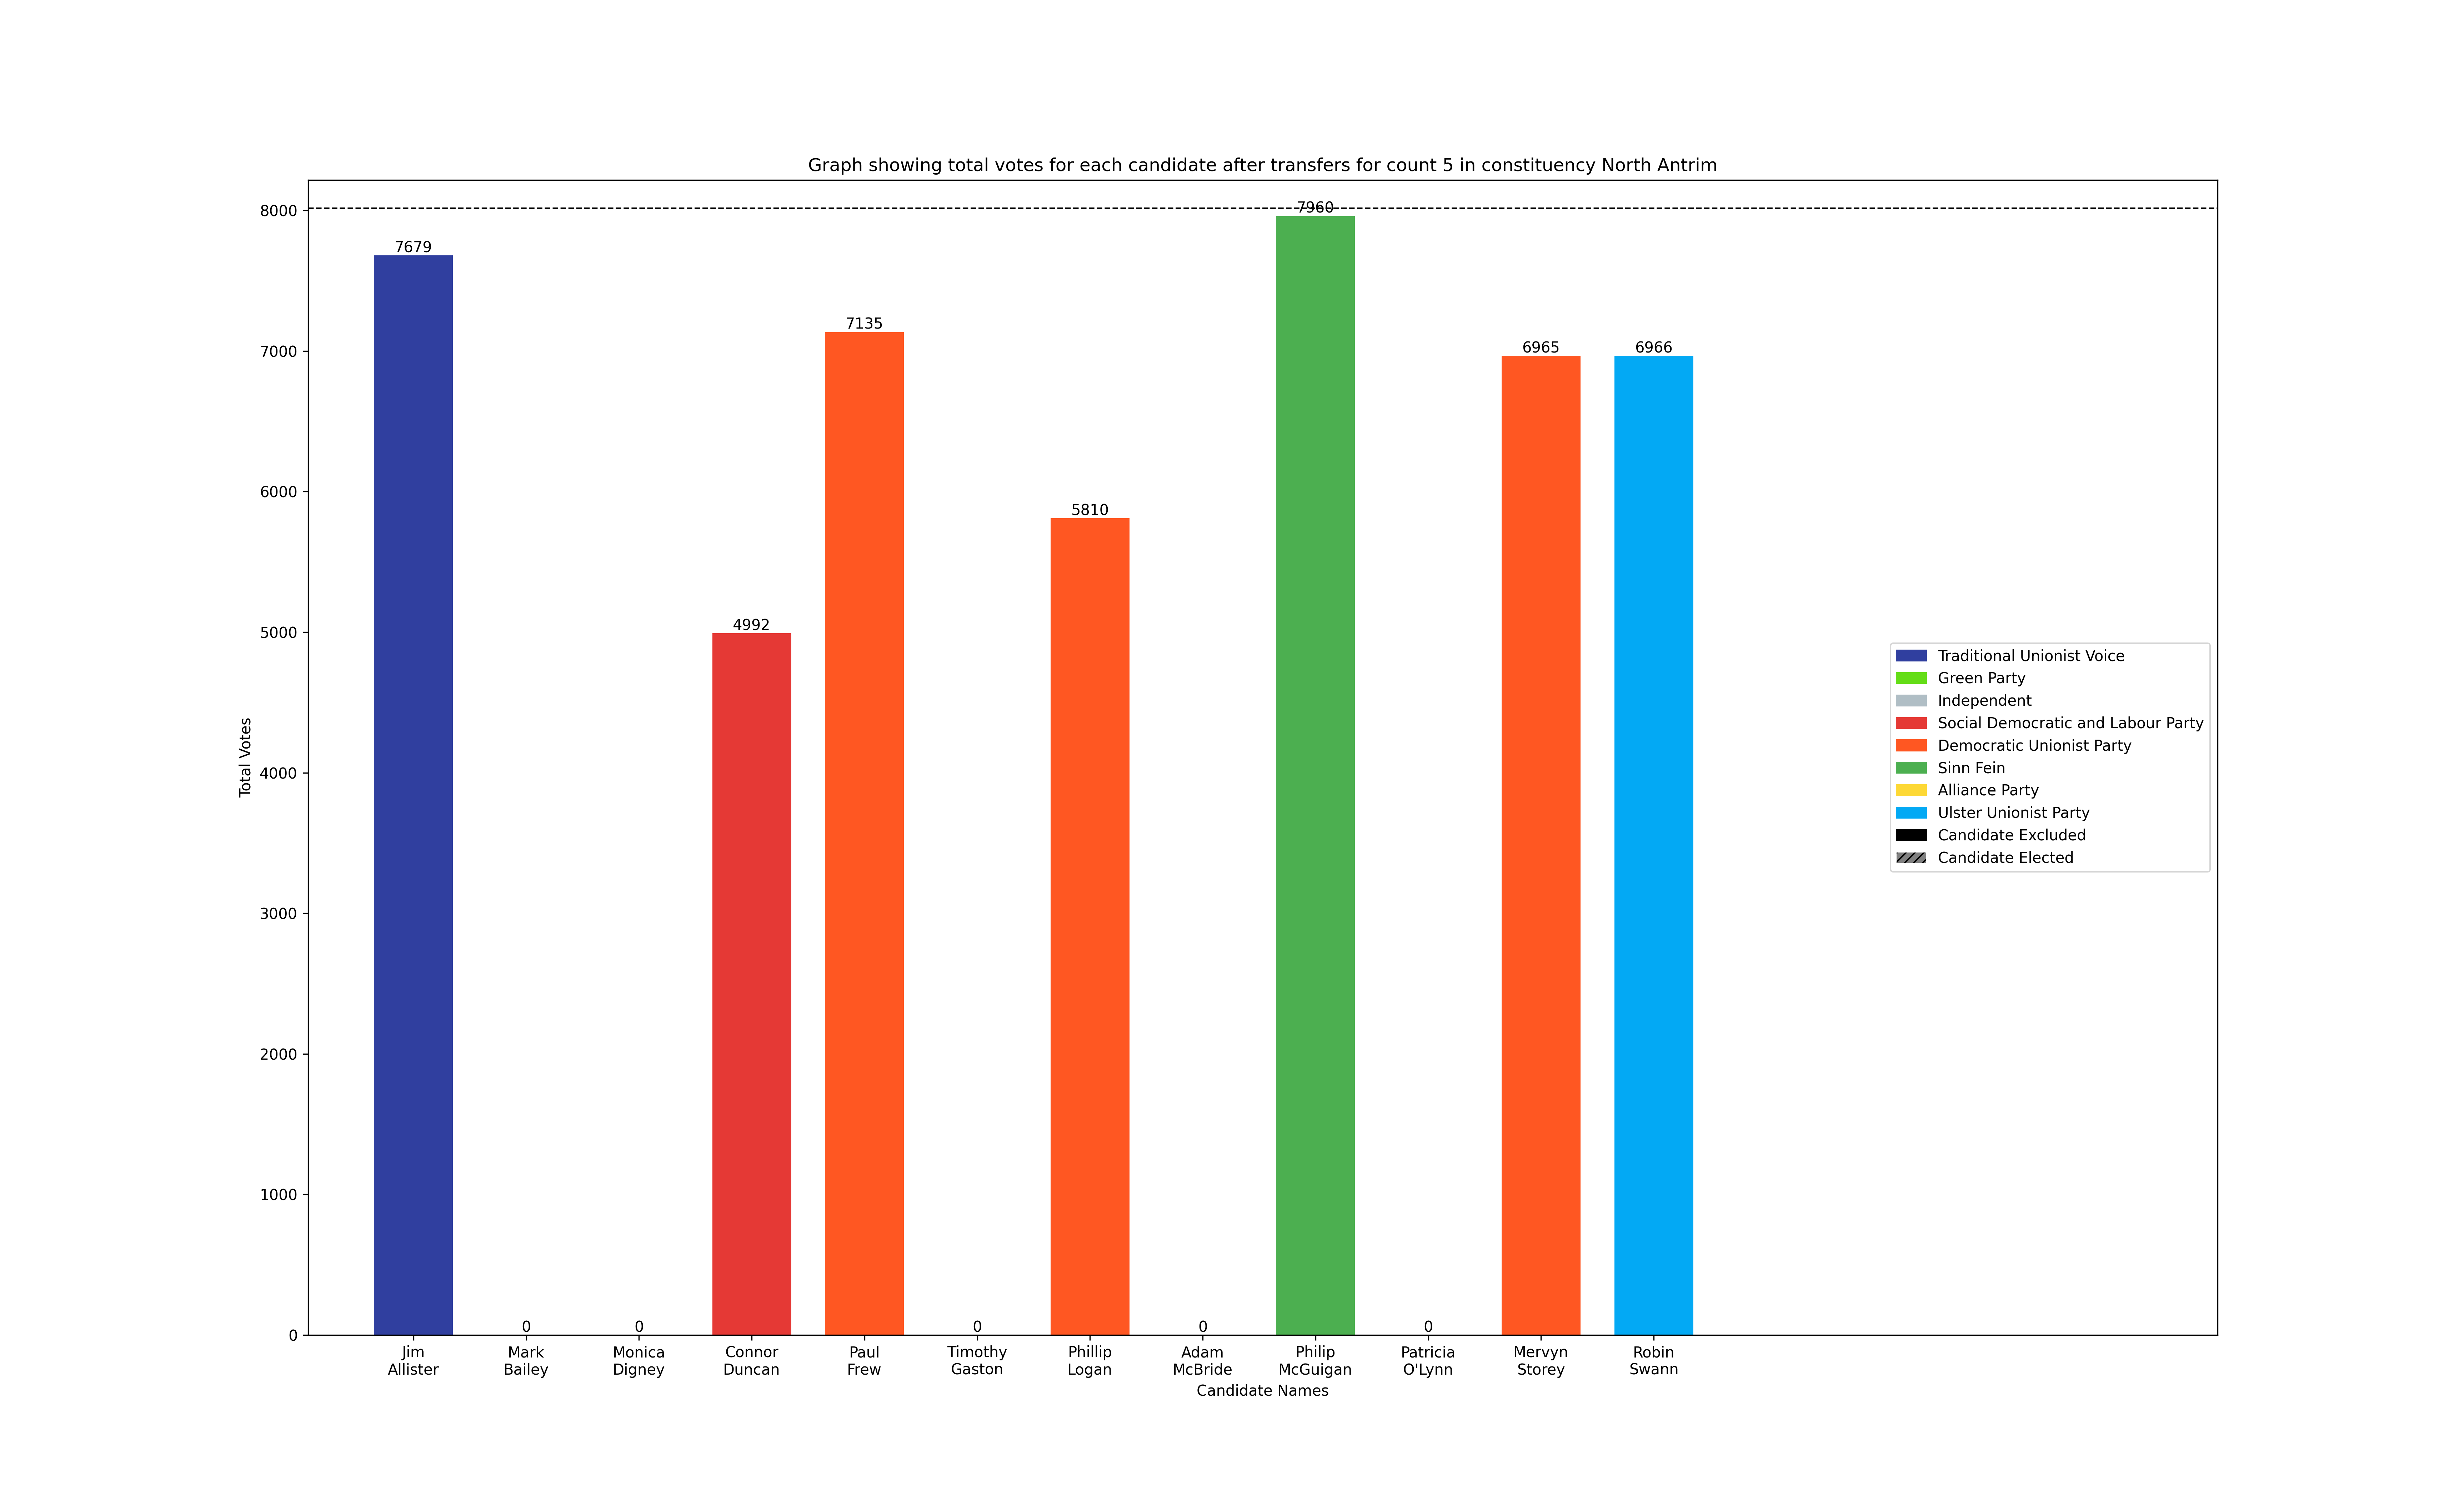 Graph showing total votes for each candidate after transfers for count 5 in constituency North Antrim
8000
7000
6000
5000
4000
3000
2000
1000
0
Total Votes
7679
0
0
4992
7135
0
5810
0
7960
0
6965
6966
Jim
Allister
Mark
Bailey
Monica
Digney
Connor
Duncan
Paul
Frew
Timothy
Gaston
Phillip
Logan
Adam
McBride
Philip
McGuigan
Patricia
O'Lynn
Mervyn
Storey
Robin
Swann
Candidate Names
Traditional Unionist Voice
Green Party
Independent
Social Democratic and Labour Party
Democratic Unionist Party
Sinn Fein
Alliance Party
Ulster Unionist Party
Candidate Excluded
Candidate Elected